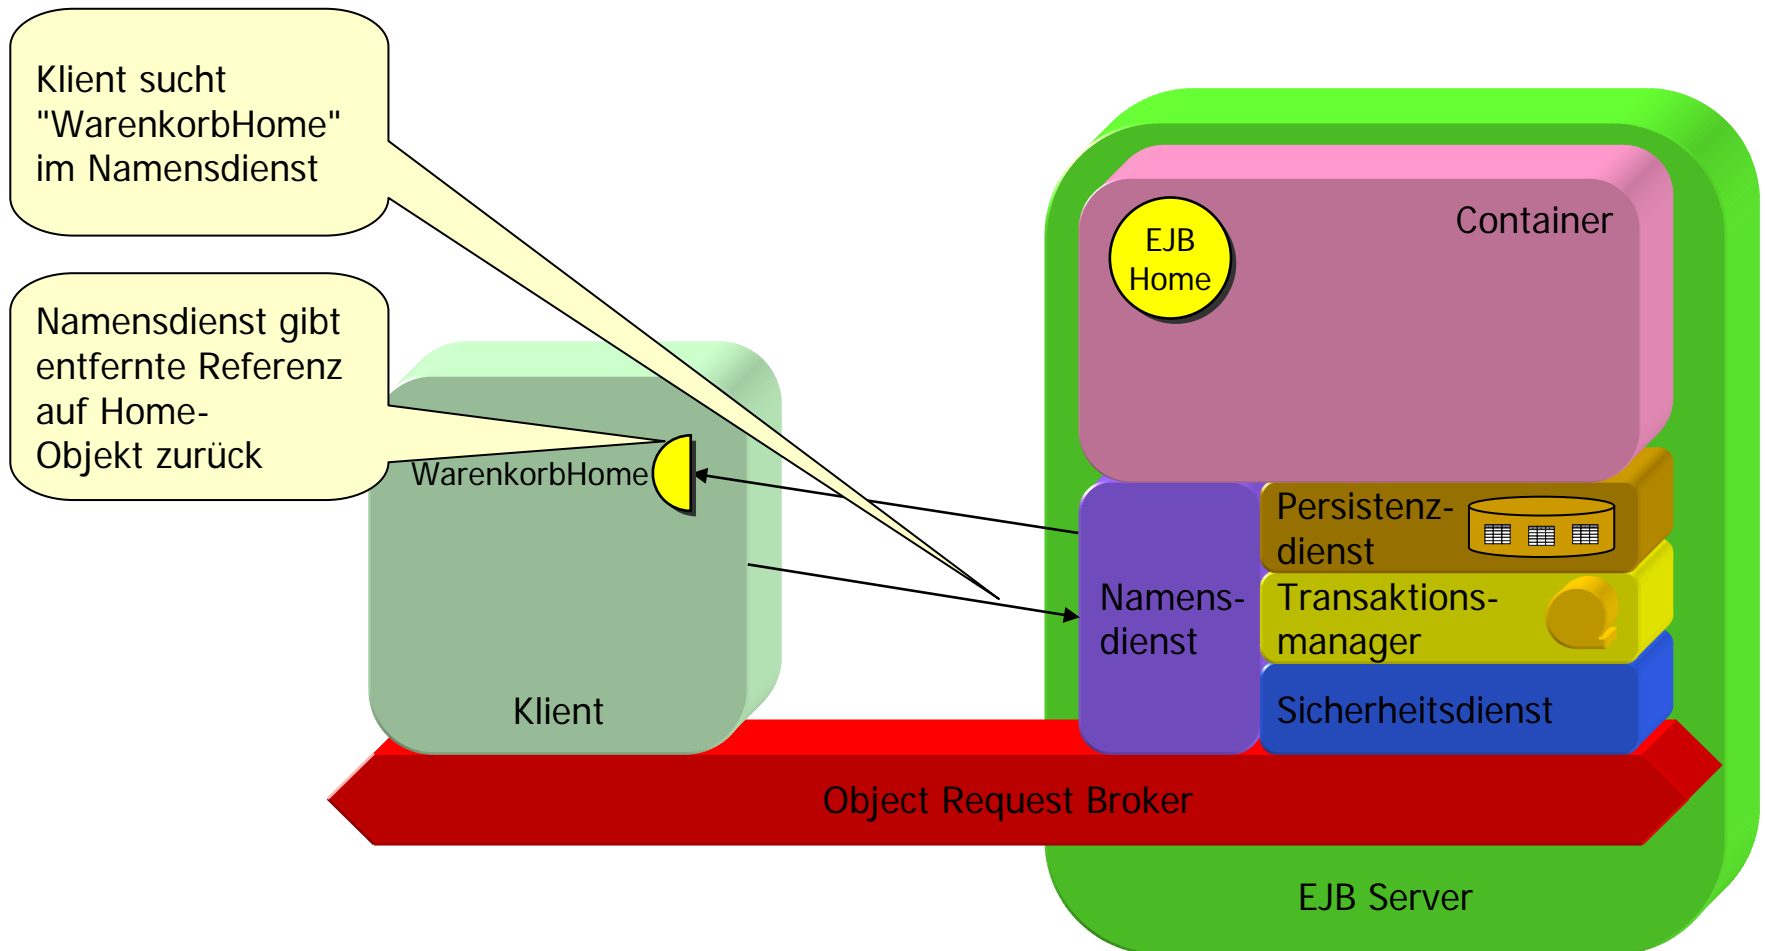 Klient sucht
"WarenkorbHome"
im Namensdienst
Namensdienst gibt
entfernte Referenz
auf Home-
Objekt zurück
WarenkorbHome
Klient
EJB
Home
Container
Persistenz-
dienst
Namens-
dienst
Transaktions-
manager
Sicherheitsdienst
Object Request Broker
EJB Server